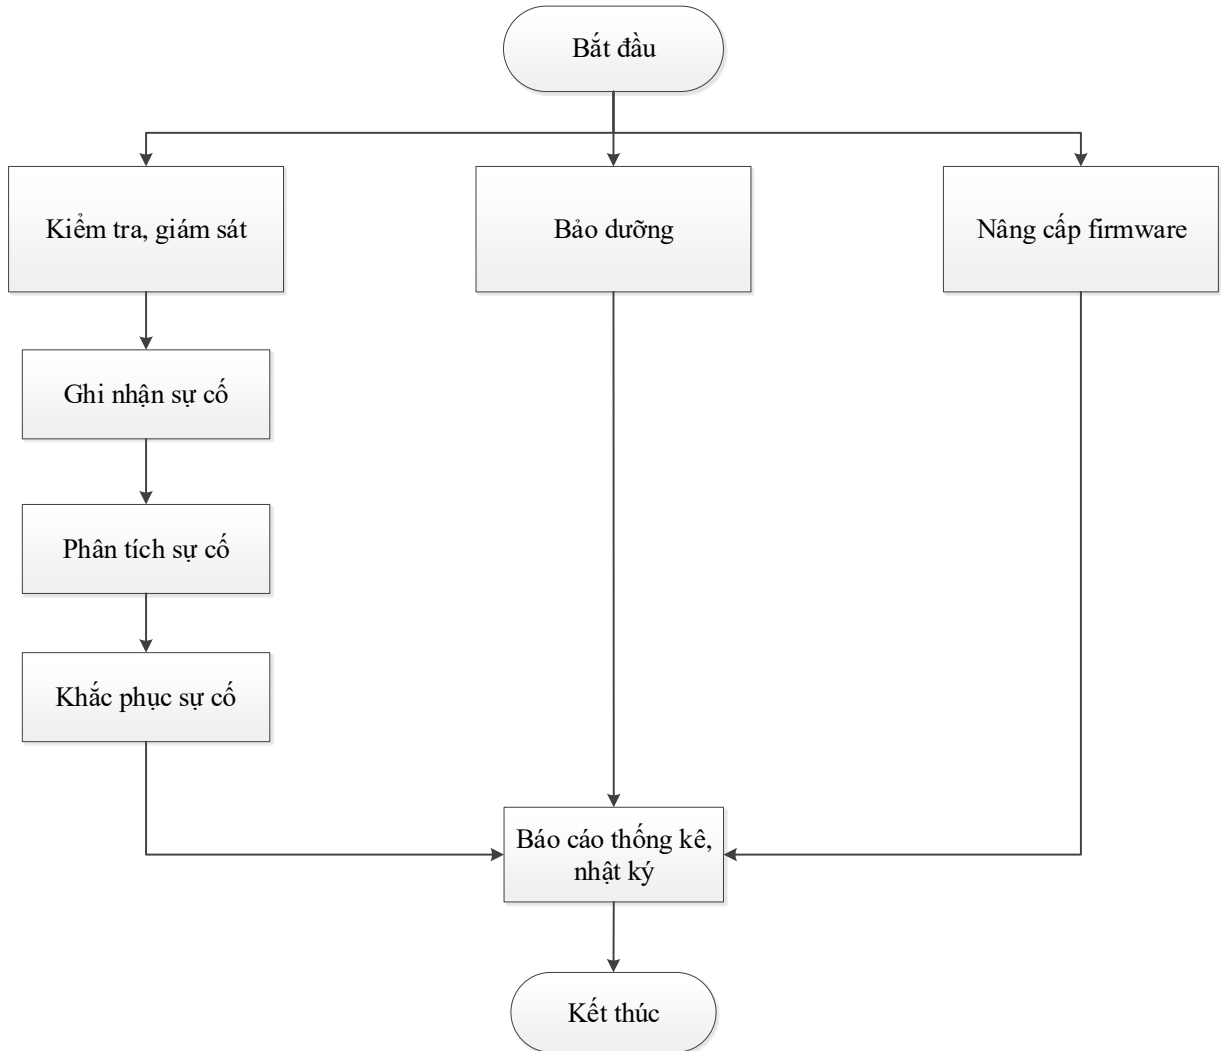 Bắt đầu
Kiểm tra, giám sát
Bảo dưỡng
Nâng cấp firmware
Ghi nhận sự cố
Phân tích sự cố
Khắc phục sự cố
Báo cáo thống kê,
nhật ký
Kết thúc